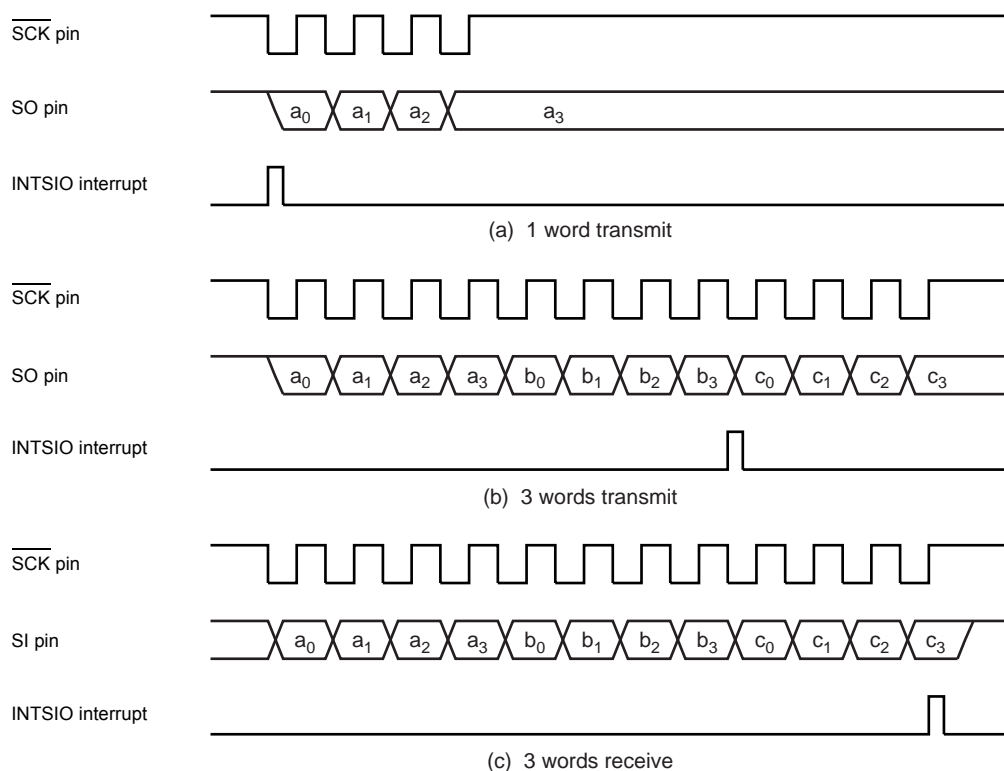 SCK pin
SO pin
a0 a1 a2 a3
INTSIO interrupt
(a) 1 word transmit
SCK pin
SO pin
a0 a1 a2 a3 b0 b1 b2 b3 c0 c1 c2 c3
INTSIO interrupt
(b) 3 words transmit
SCK pin
SI pin
a0 a1 a2 a3 b0 b1 b2 b3 c0 c1 c2 c3
INTSIO interrupt
(c) 3 words receive